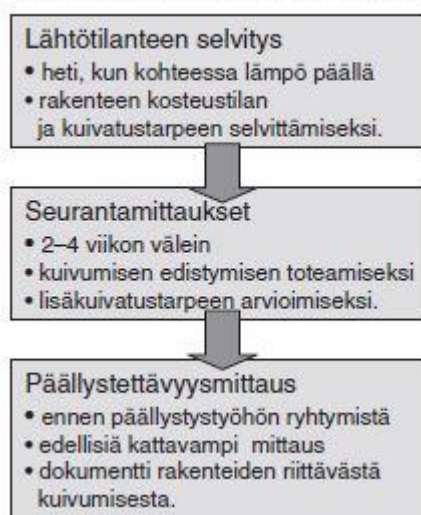 Lähtötilanteen selvitys
• heti, kun kohteessa lämpö päällä
• rakenteen kosteustilan
ja kuivatustarpeen selvittämiseksi.
Seurantamittaukset
• 2–4 viikon välein
• kuivumisen edistymisen toteamiseksi
• lisäkuivatustarpeen arvioimiseksi.
Päällystettävyysmittaus
• ennen päällystystyöhön ryhtymistä
• edellisiä kattavampi mittaus
• dokumentti rakenteiden riittävästä
kuivumisesta.